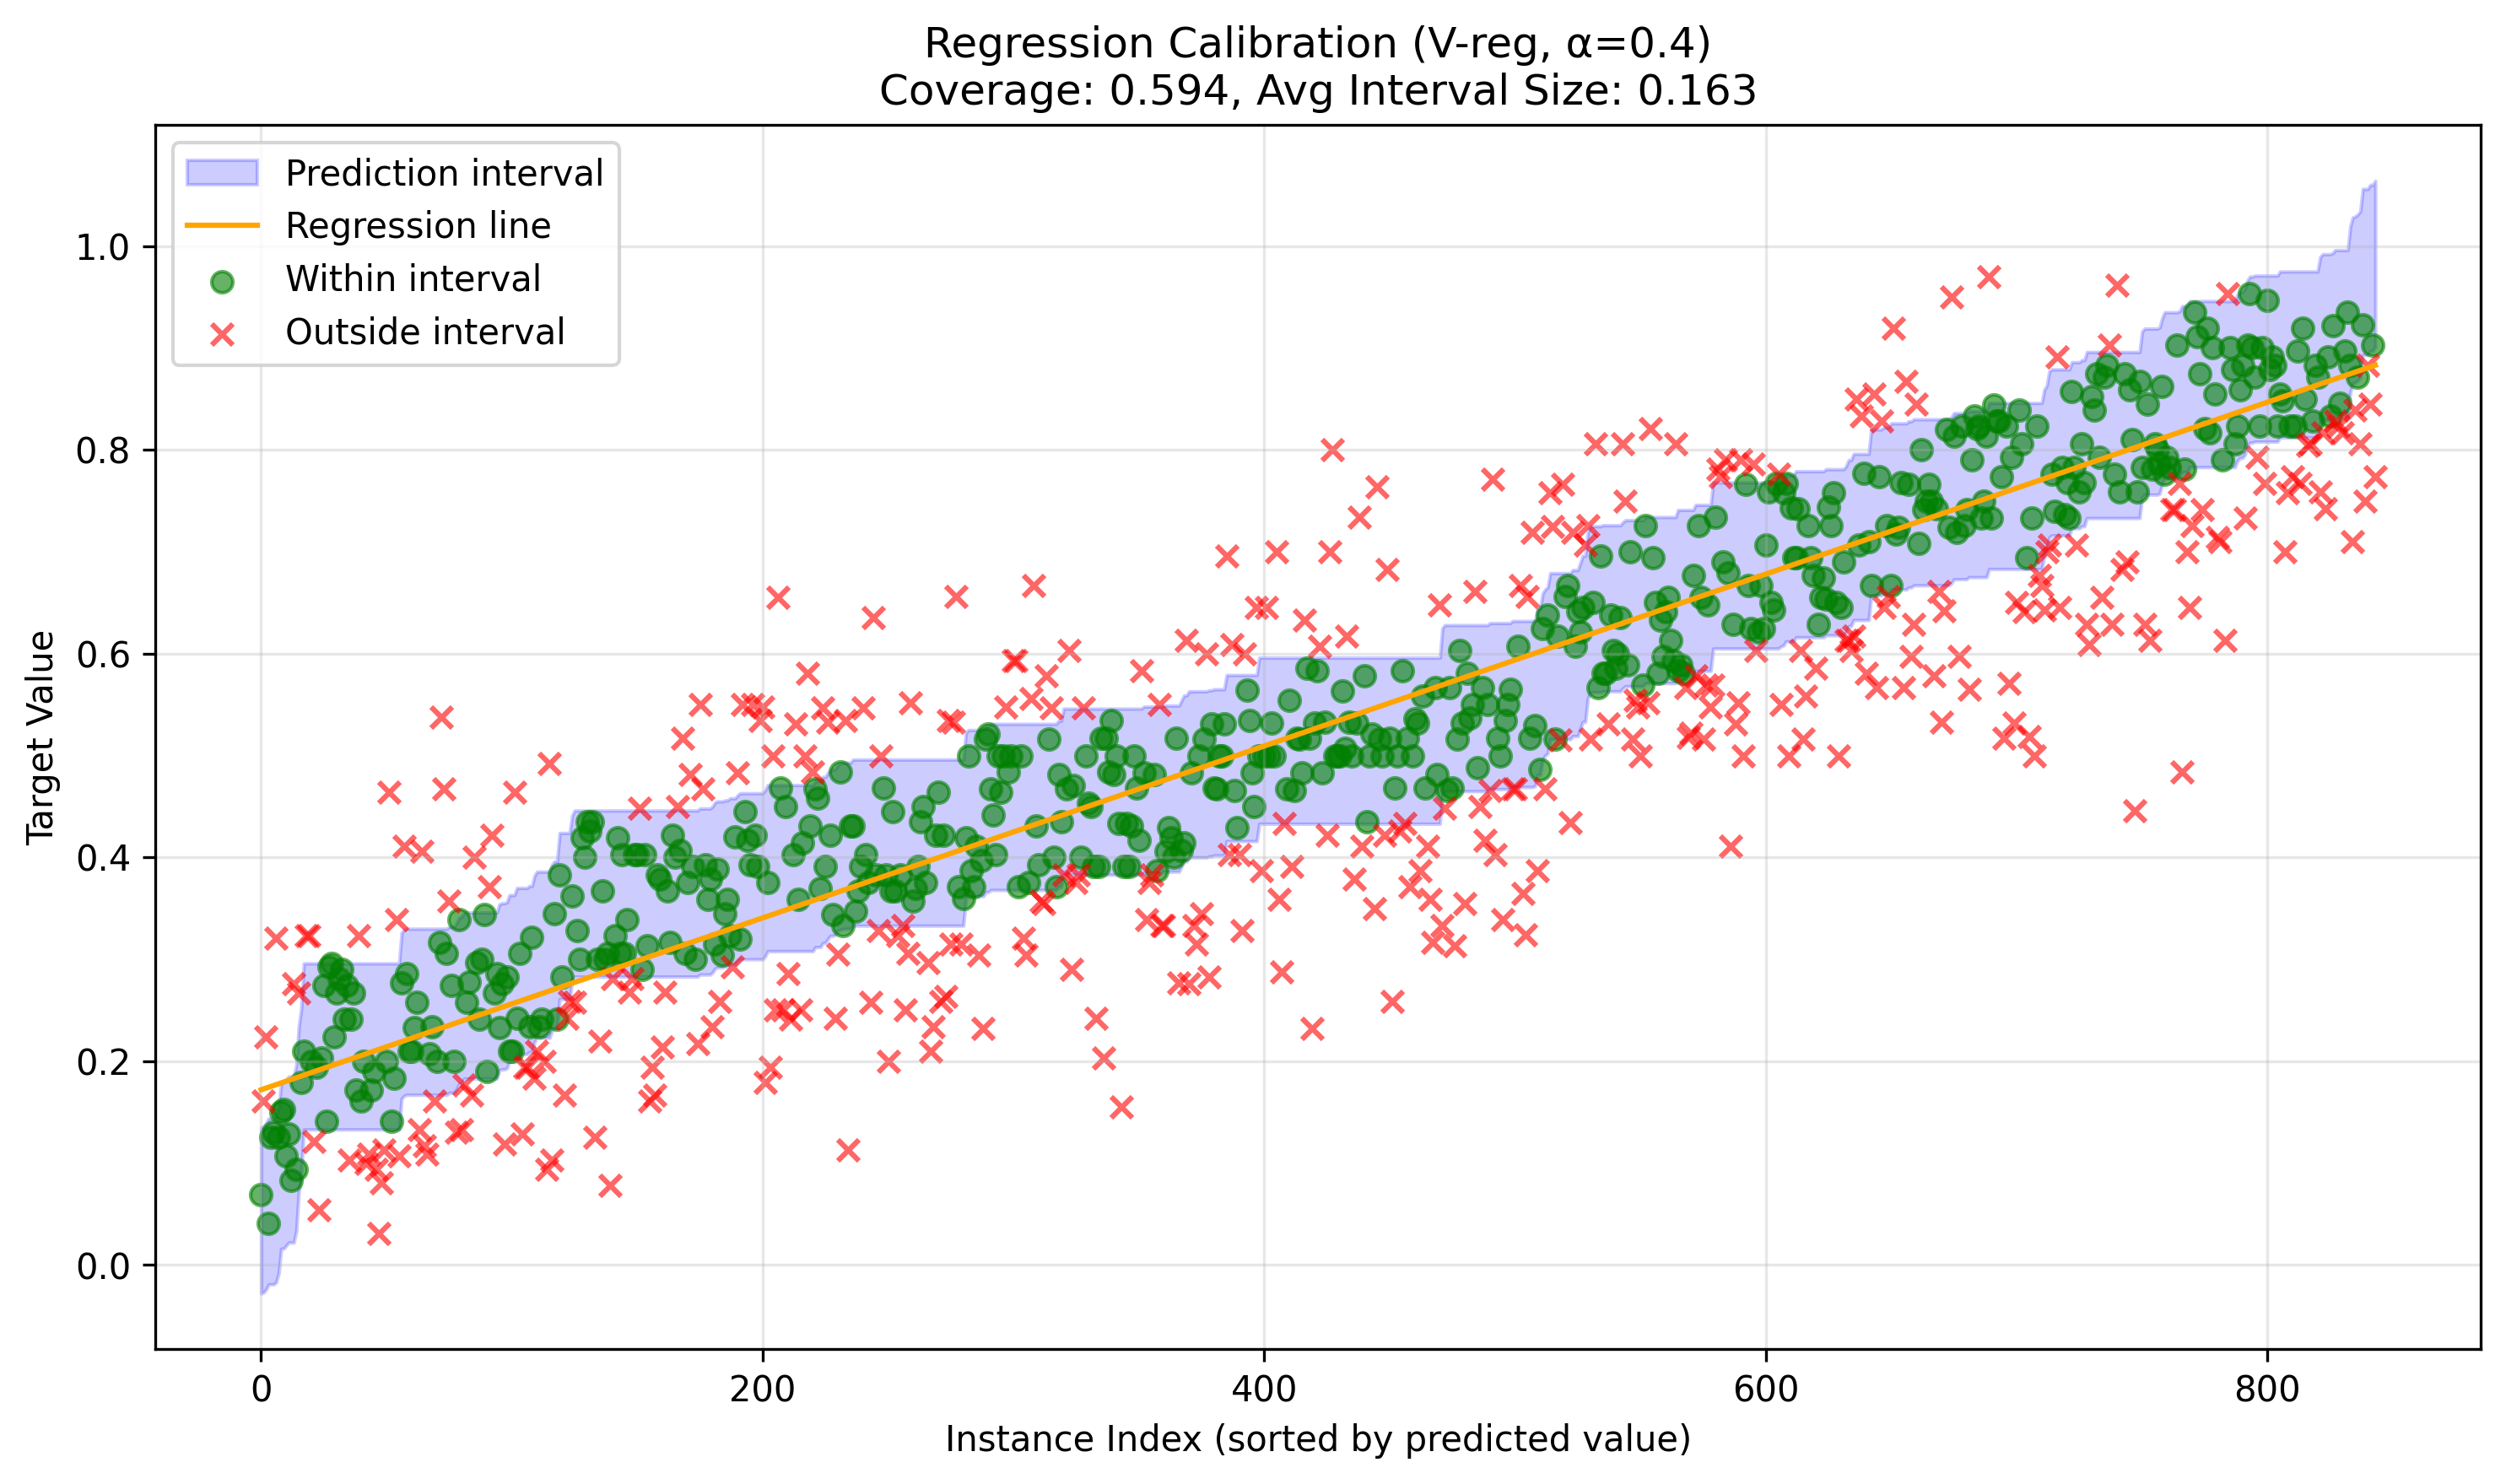 Regression Calibration (V-reg, α=0.4)
Coverage: 0.594, Avg Interval Size: 0.163
Prediction interval
Regression line
Within interval
Outside interval
Target Value
1.0
0.8
0.6
0.4
0.2
0.0
0 200 400 600 800
Instance Index (sorted by predicted value)